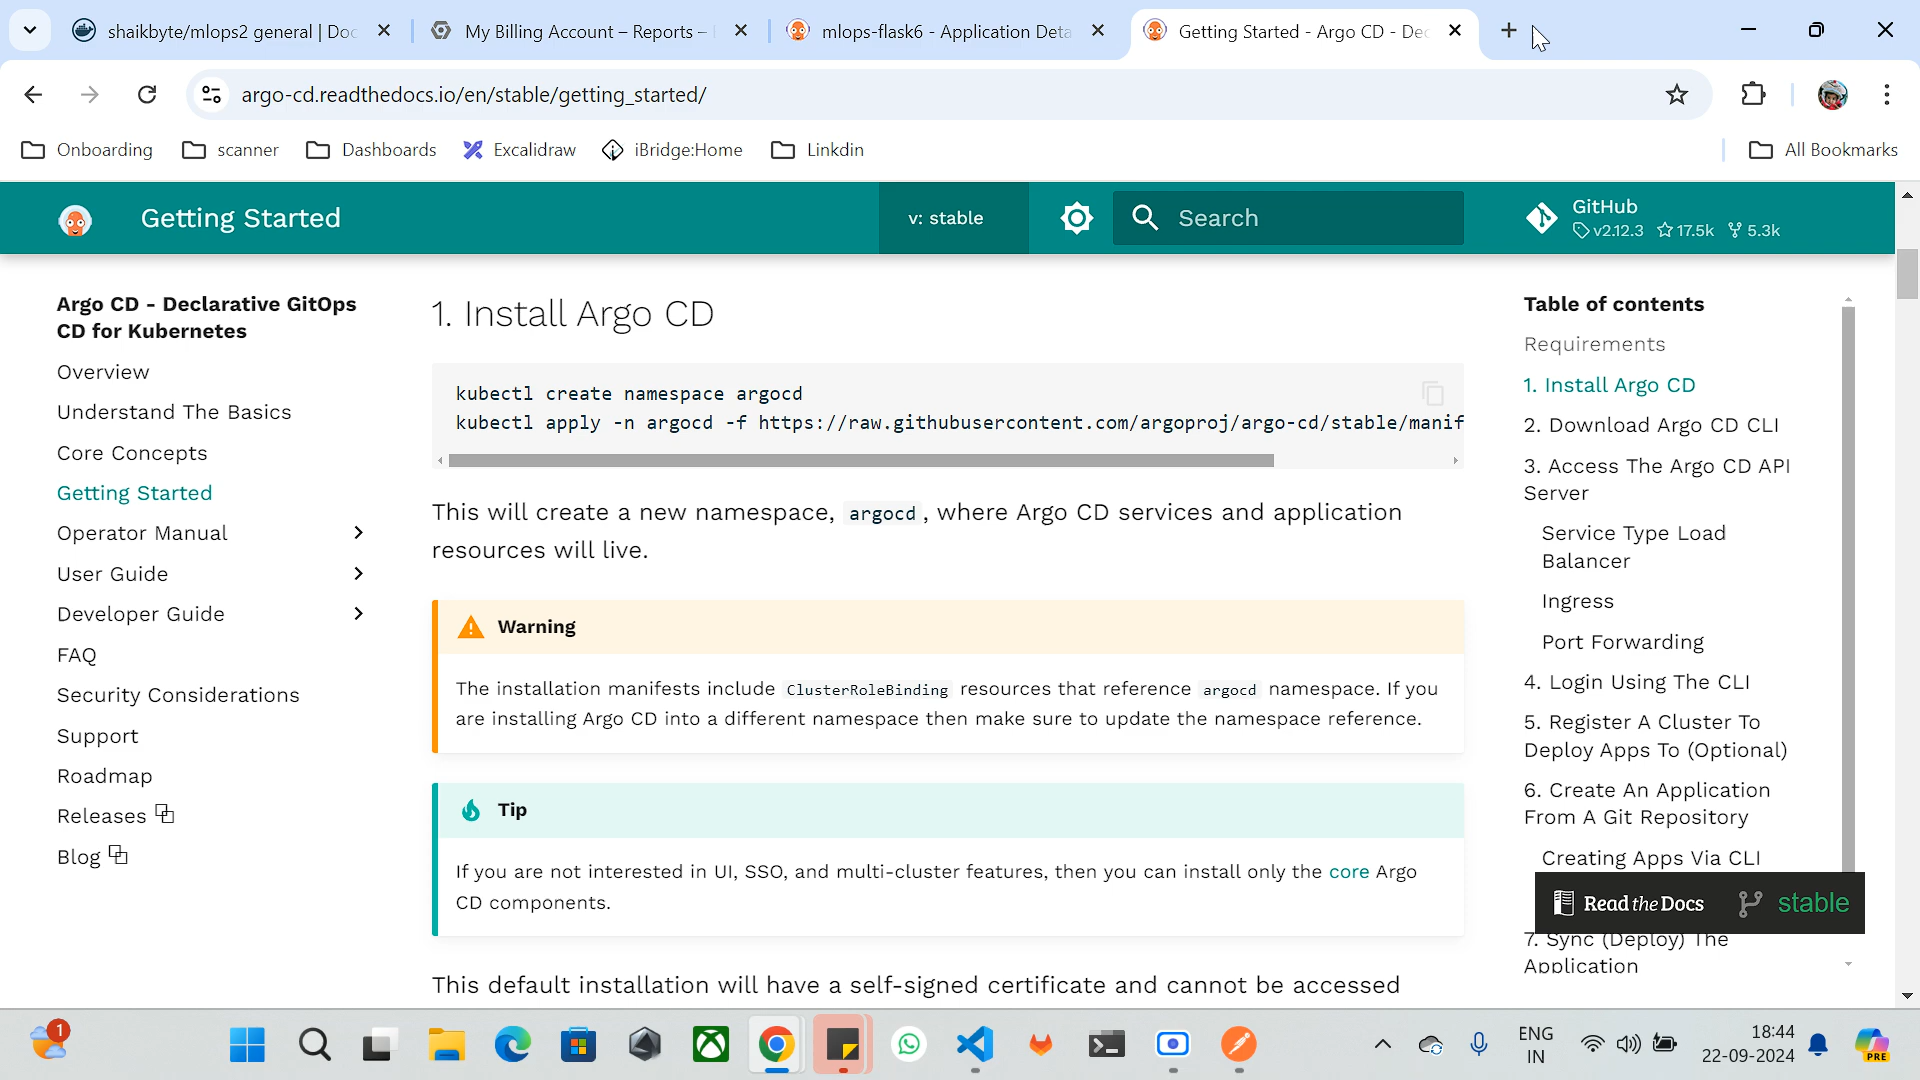 shaikbyte/mlops2 general | Doc
My Billing Account – Reports –
mlops-flask6 - Application Deta
Getting Started - Argo CD - Dec
argo-cd.readthedocs.io/en/stable/getting_started/
Onboarding
scanner
Dashboards
Excalidraw
iBridge:Home
Linkdin
All Bookmarks
Getting Started
v: stable
Search
GitHub
v2.12.3 17.5k 5.3k
Argo CD - Declarative GitOps
CD for Kubernetes
Overview
Understand The Basics
Core Concepts
Getting Started
Operator Manual
User Guide
Developer Guide
FAQ
Security Considerations
Support
Roadmap
Releases
Blog
1. Install Argo CD
kubectl create namespace argocd
kubectl apply -n argocd -f https://raw.githubusercontent.com/argoproj/argo-cd/stable/manif
This will create a new namespace, argocd, where Argo CD services and application
resources will live.
Warning
The installation manifests include ClusterRoleBinding resources that reference argocd namespace. If you
are installing Argo CD into a different namespace then make sure to update the namespace reference.
Tip
If you are not interested in UI, SSO, and multi-cluster features, then you can install only the core Argo
CD components.
This default installation will have a self-signed certificate and cannot be accessed
Table of contents
Requirements
1. Install Argo CD
2. Download Argo CD CLI
3. Access The Argo CD API
Server
Service Type Load
Balancer
Ingress
Port Forwarding
4. Login Using The CLI
5. Register A Cluster To
Deploy Apps To (Optional)
6. Create An Application
From A Git Repository
Creating Apps Via CLI
Read the Docs stable
7. Sync (Deploy) The
Application
1
ENG
IN
18:44
22-09-2024
PRE